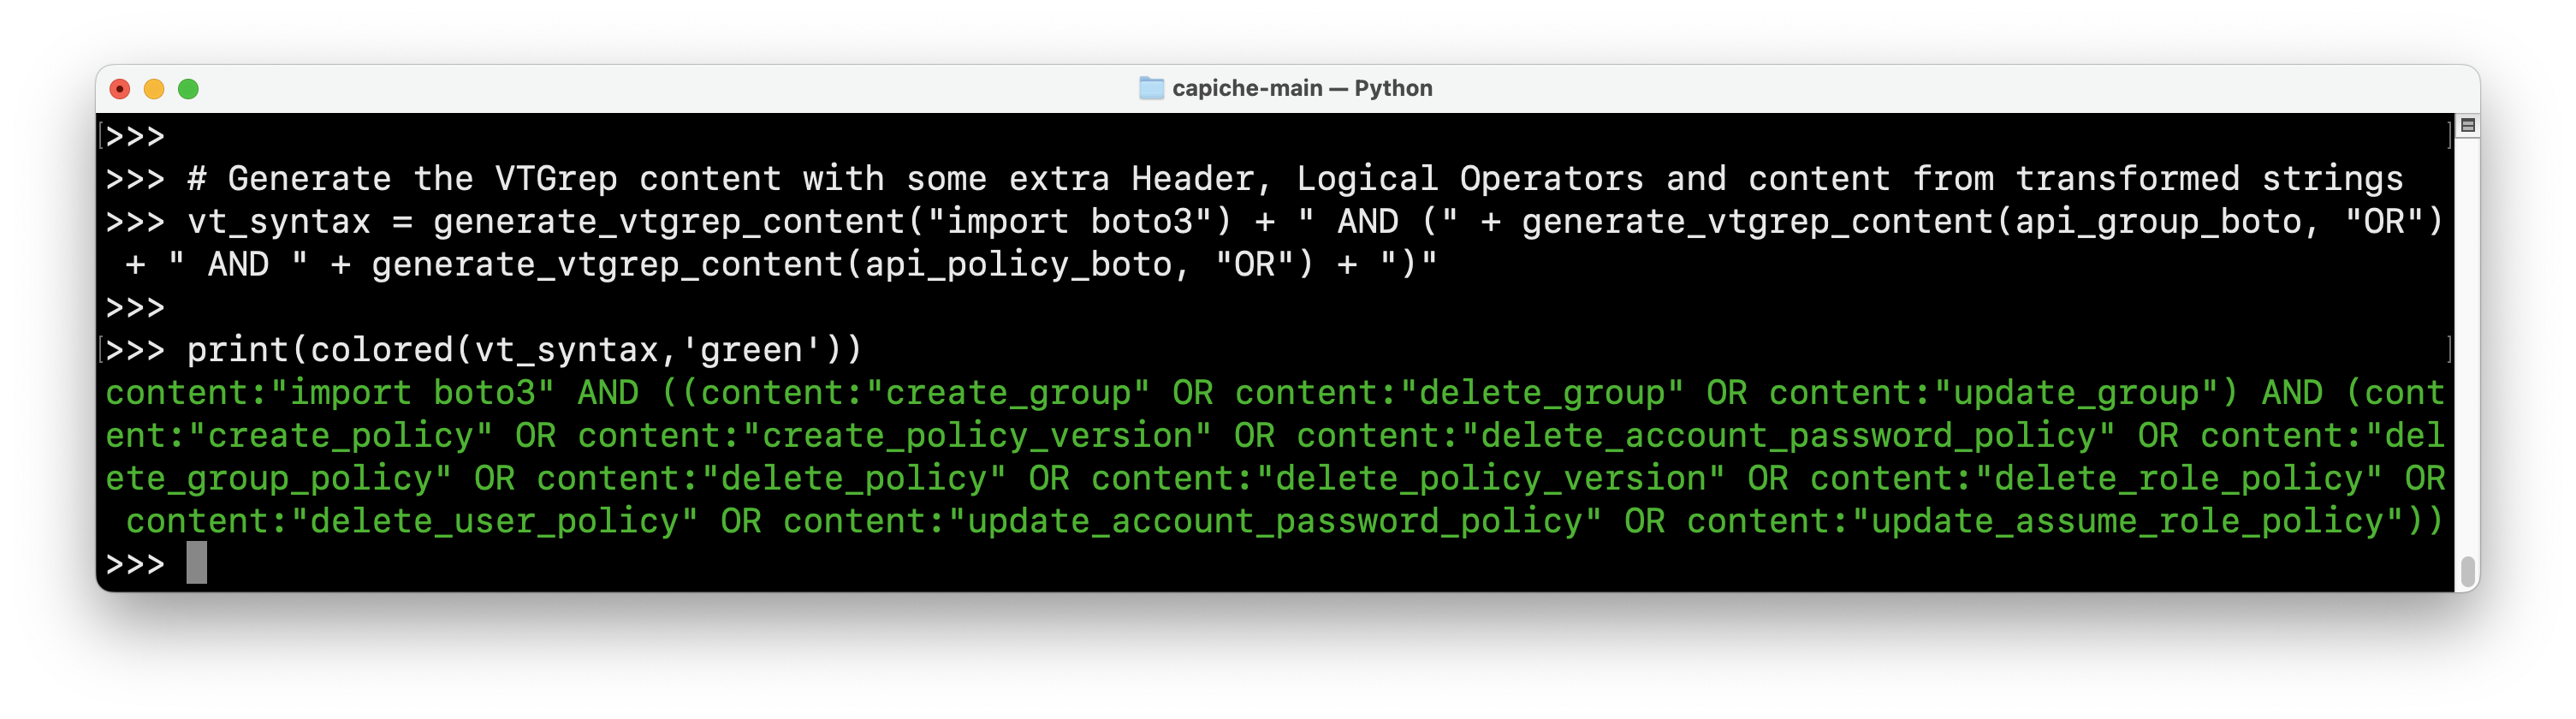 capiche-main — Python
[>>> ]
>>> # Generate the VTGrep content with some extra Header, Logical Operators and content from transformed strings
>>> vt_syntax = generate_vtgrep_content("import boto3") + " AND (" + generate_vtgrep_content(api_group_boto, "OR")
 + " AND " + generate_vtgrep_content(api_policy_boto, "OR") + ")"
>>>
[>>> print(colored(vt_syntax,'green')) ]
content:"import boto3" AND ((content:"create_group" OR content:"delete_group" OR content:"update_group") AND (cont
ent:"create_policy" OR content:"create_policy_version" OR content:"delete_account_password_policy" OR content:"del
ete_group_policy" OR content:"delete_policy" OR content:"delete_policy_version" OR content:"delete_role_policy" OR
 content:"delete_user_policy" OR content:"update_account_password_policy" OR content:"update_assume_role_policy"))
>>>